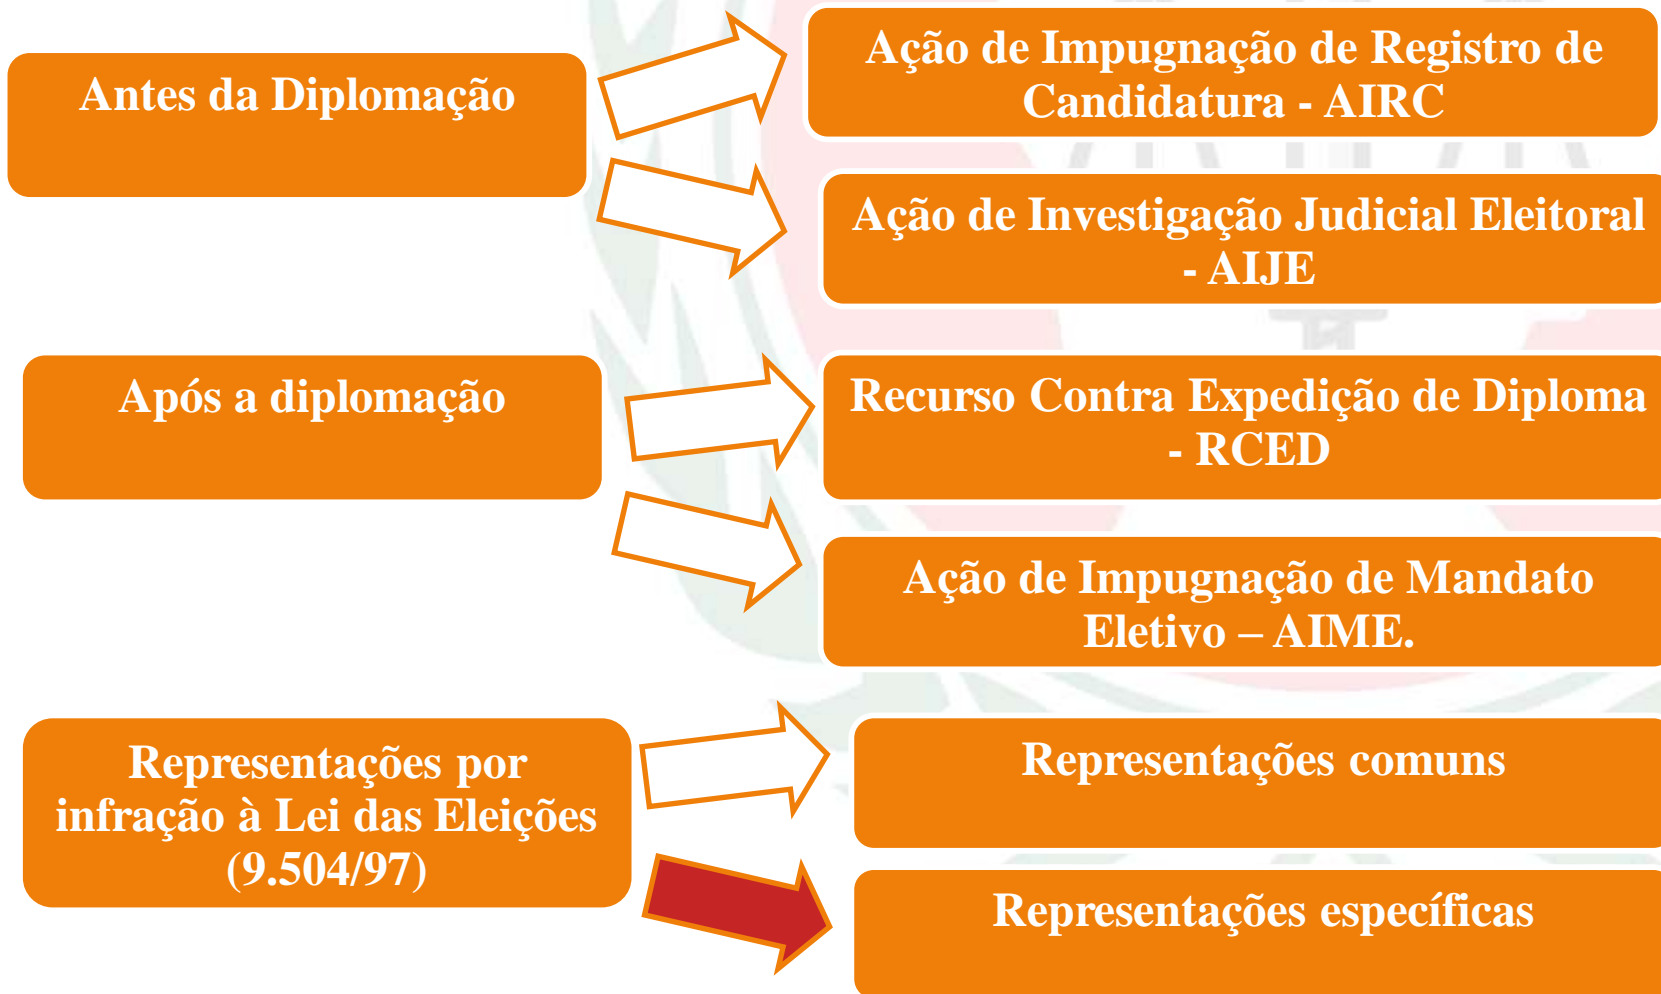 Antes da Diplomação
Ação de Impugnação de Registro de
Candidatura - AIRC
Ação de Investigação Judicial Eleitoral
- AIJE
Após a diplomação
Recurso Contra Expedição de Diploma
- RCED
Ação de Impugnação de Mandato
Eletivo – AIME.
Representações por
infração à Lei das Eleições
(9.504/97)
Representações comuns
Representações específicas